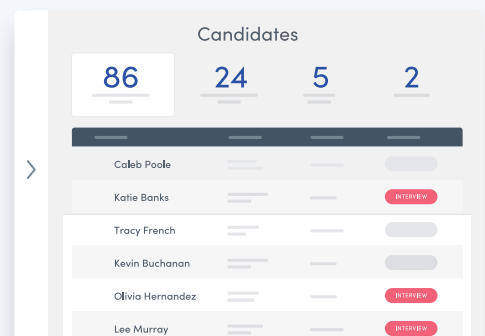 Candidates
86 24 5 2
Caleb Poole
Katie Banks INTERVIEW
Tracy French
Kevin Buchanan
Olivia Hernandez INTERVIEW
Lee Murray INTERVIEW